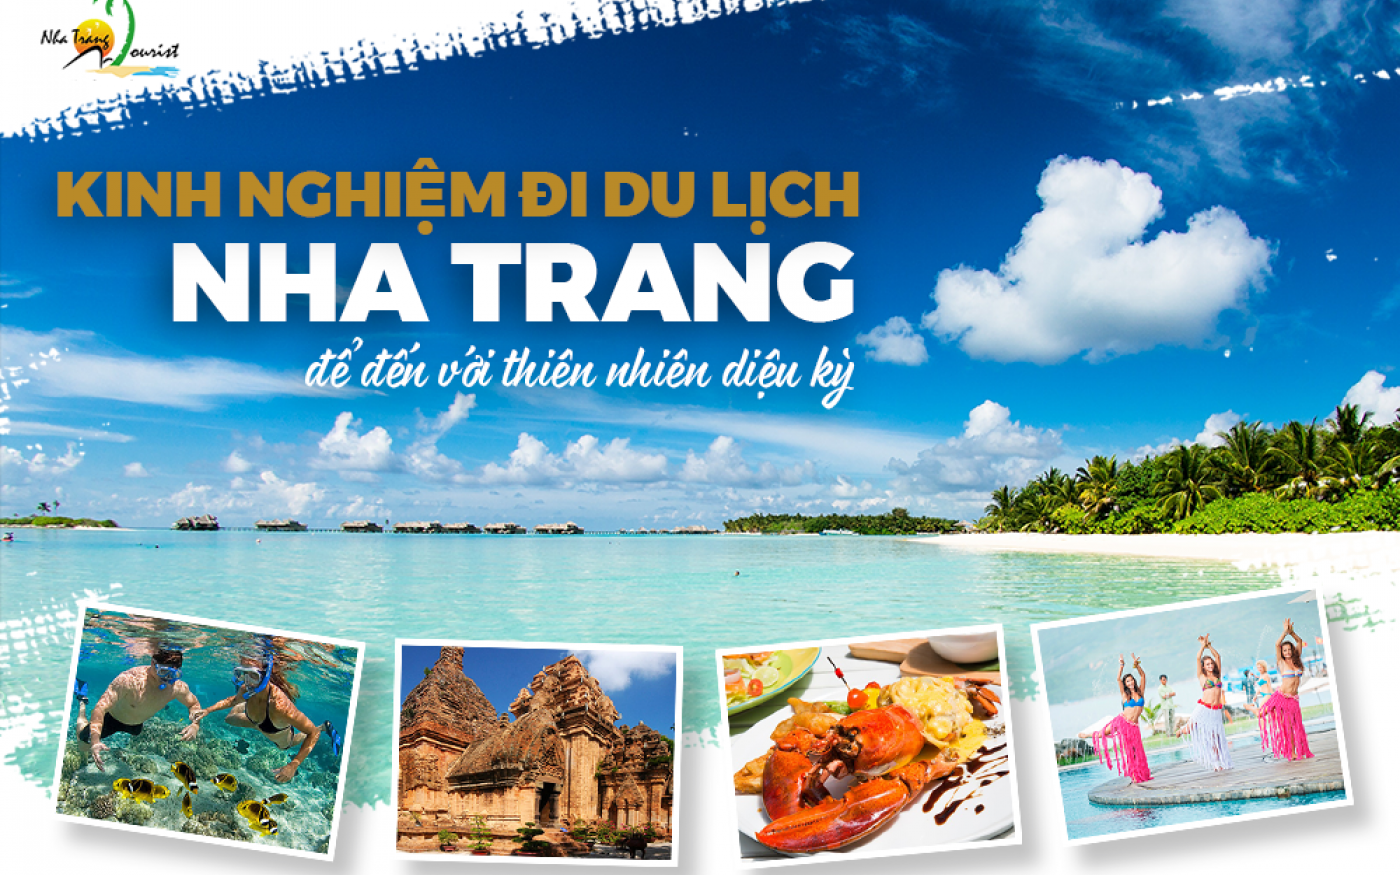 Nha Trang Tourist
KINH NGHIỆM ĐI DU LỊCH
NHA TRANG
để đến với thiên nhiên diệu kỳ